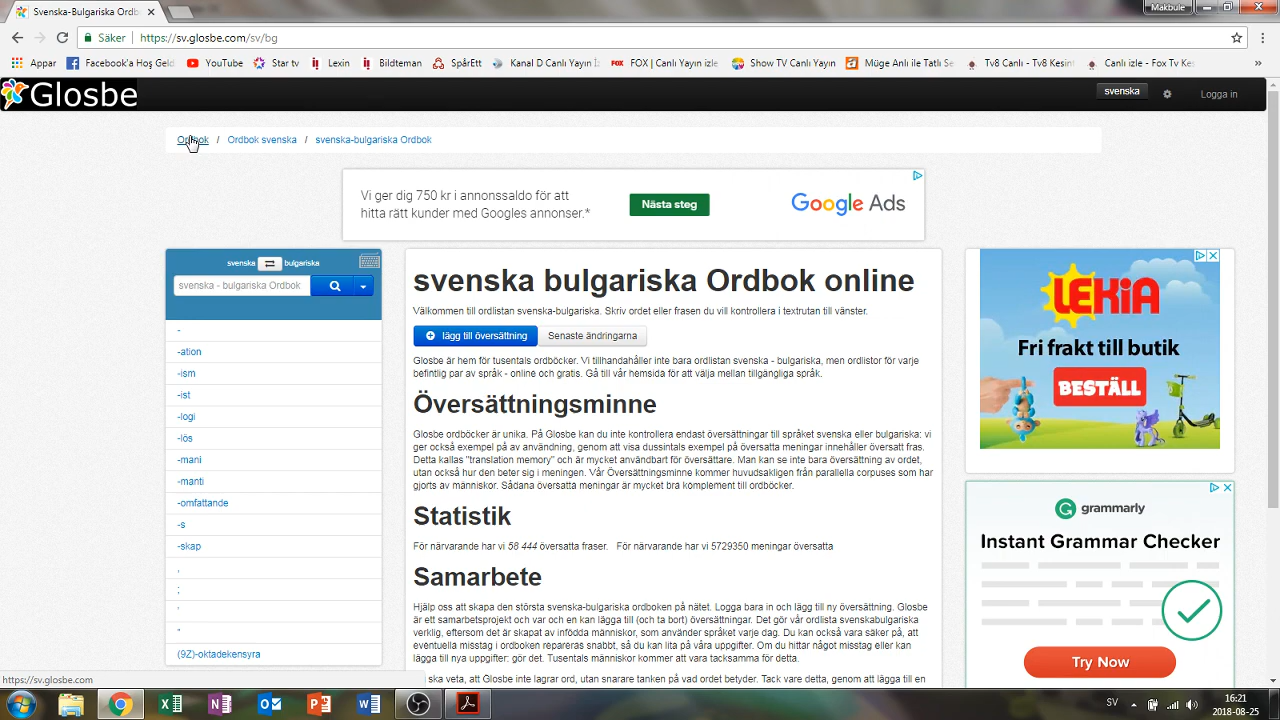 Svenska-Bulgariska Ordb
Makbule
Säker
https://sv.glosbe.com/sv/bg
Appar
Facebook'a Hoş Geld
YouTube
Star tv
Lexin
Bildteman
SpårEtt
Kanal D Canlı Yayın İz
FOX | Canlı Yayın izle
Show TV Canlı Yayın
Müge Anlı ile Tatlı Se
Tv8 Canlı - Tv8 Kesint
Canlı izle - Fox Tv Kes
Glosbe
svenska
Logga in
Ordbok / Ordbok svenska / svenska-bulgariska Ordbok
Vi ger dig 750 kr i annonssaldo för att
hitta rätt kunder med Googles annonser.*
Nästa steg
Google Ads
svenska bulgariska
svenska - bulgariska Ordbok
-
-ation
-ism
-ist
-logi
-lös
-mani
-manti
-omfattande
-s
-skap
,
;
'
"
(9Z)-oktadekensyra
svenska bulgariska Ordbok online
Välkommen till ordlistan svenska-bulgariska. Skriv ordet eller frasen du vill kontrollera i textrutan till vänster.
lägg till översättning
Senaste ändringarna
Glosbe är hem för tusentals ordböcker. Vi tillhandahåller inte bara ordlistan svenska - bulgariska, men ordlistor för varje
befintlig par av språk - online och gratis. Gå till vår hemsida för att välja mellan tillgängliga språk.
Översättningsminne
Glosbe ordböcker är unika. På Glosbe kan du inte kontrollera endast översättningar till språket svenska eller bulgariska: vi
ger också exempel på av användning, genom att visa dussintals exempel på översatta meningar innehåller översatt fras.
Detta kallas "translation memory" och är mycket användbart för översättare. Man kan se inte bara översättning av ordet,
utan också hur den beter sig i meningen. Vår Översättningsminne kommer huvudsakligen från parallella corpuses som har
gjorts av människor. Sådana översatta meningar är mycket bra komplement till ordböcker.
Statistik
För närvarande har vi 58 444 översatta fraser. För närvarande har vi 5729350 meningar översatta
Samarbete
Hjälp oss att skapa den största svenska-bulgariska ordboken på nätet. Logga bara in och lägg till ny översättning. Glosbe
är ett samarbetsprojekt och var och en kan lägga till (och ta bort) översättningar. Det gör vår ordlista svenskabulgariska
verklig, eftersom det är skapat av infödda människor, som använder språket varje dag. Du kan också vara säker på, att
eventuella misstag i ordboken repareras snabbt, så du kan lita på våra uppgifter. Om du hittar något misstag eller kan
lägga till nya uppgifter: gör det. Tusentals människor kommer att vara tacksamma för detta.
ska veta, att Glosbe inte lagrar ord, utan snarare tanken på vad ordet betyder. Tack vare detta, genom att lägga till en
LEKIA
Fri frakt till butik
BESTÄLL
grammarly
Instant Grammar Checker
Try Now
https://sv.glosbe.com
SV
16:21
2018-08-25